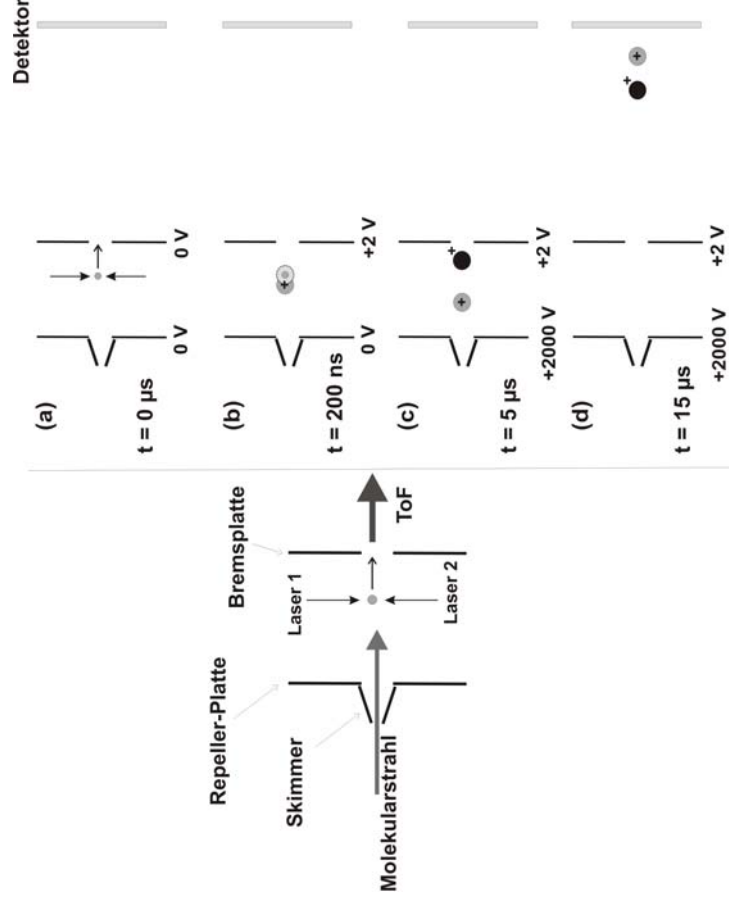 Repeller-Platte
Bremsplatte
Skimmer
Laser 1
Molekularstrahl
Laser 2
ToF
Detektor
(a)
t = 0 µs
0 V
0 V
(b)
t = 200 ns
0 V
+2 V
+
(c)
t = 5 µs
+2000 V
+2 V
+
+
(d)
t = 15 µs
+2000 V
+2 V
+
+